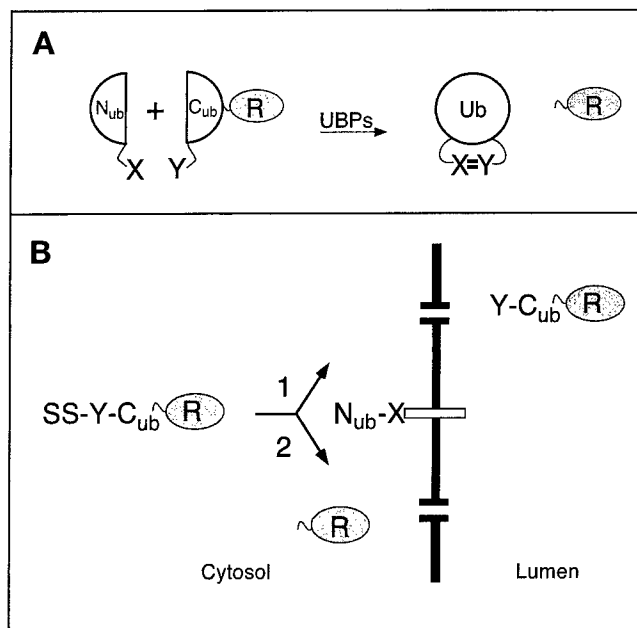 A
Nub + Cub R UBPs Ub R
X Y X=Y
B
Y-Cub R
1
SS-Y-Cub R Nub-X
2
R
Cytosol Lumen